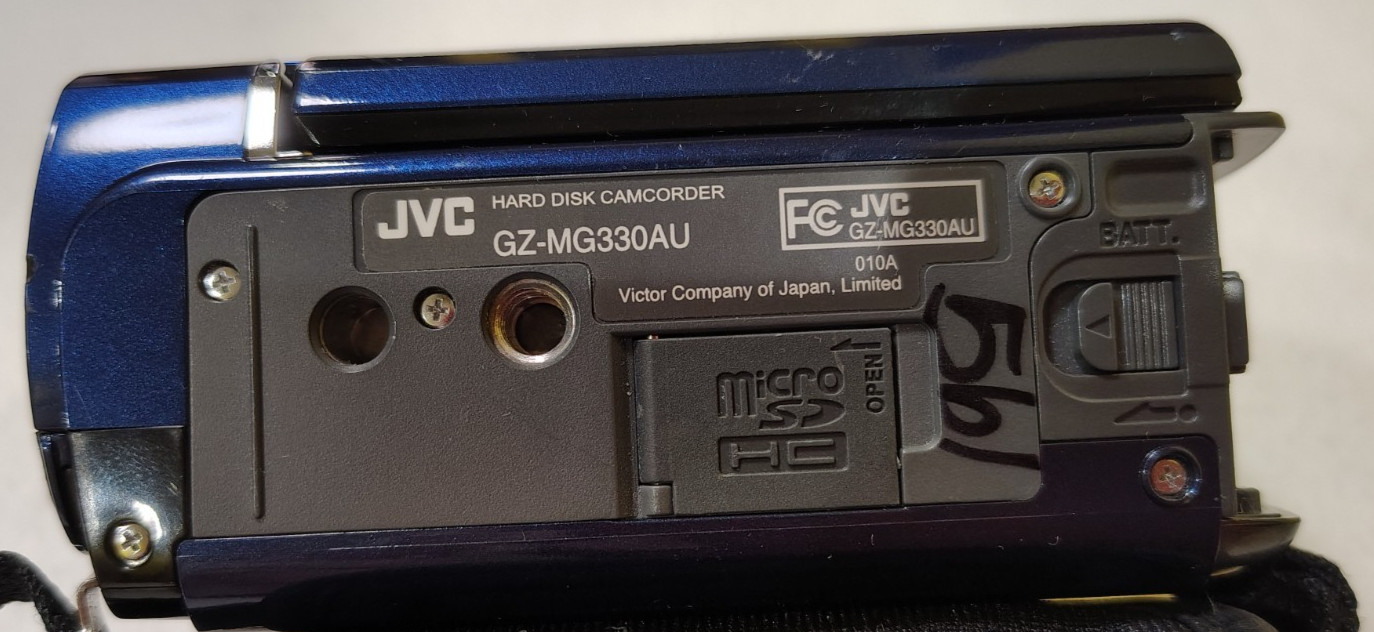 JVC
HARD DISK CAMCORDER
GZ-MG330AU
FC JVC
GZ-MG330AU
010A
Victor Company of Japan, Limited
BATT.
OPEN
micro
SD
HC
561